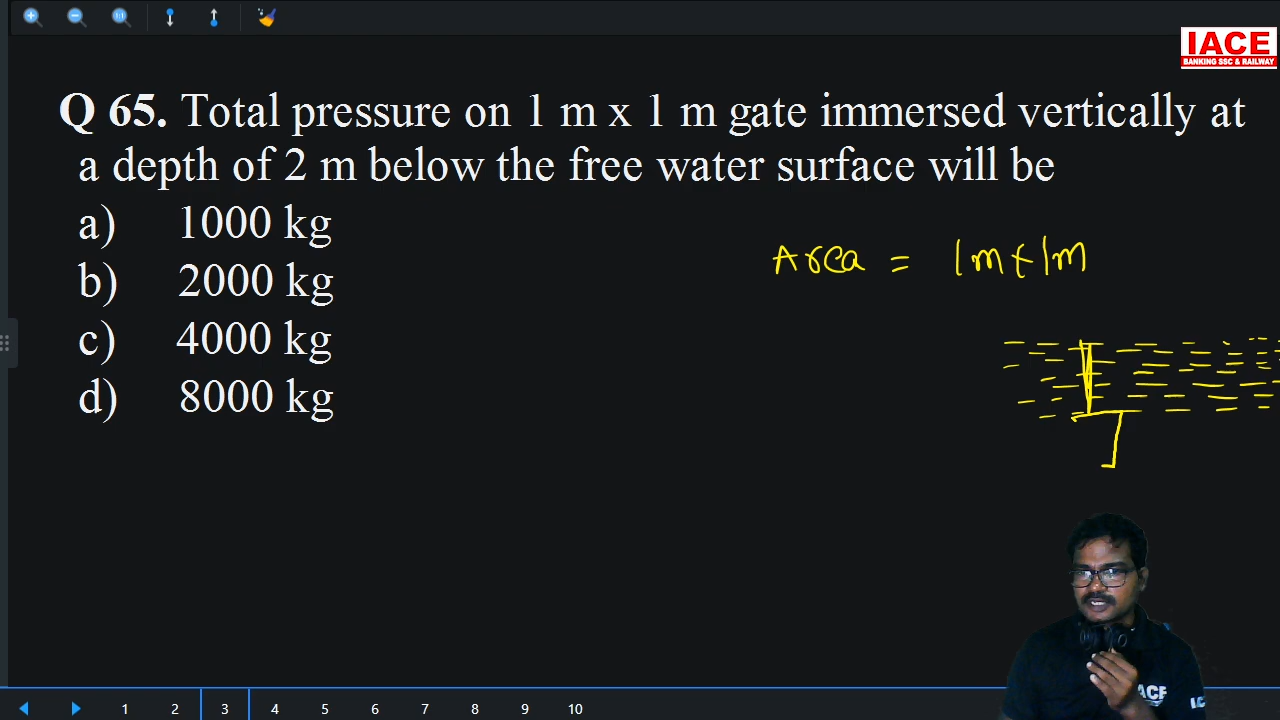 IACE
BANKING SSC & RAILWAY
Q 65. Total pressure on 1 m x 1 m gate immersed vertically at
a depth of 2 m below the free water surface will be
a) 1000 kg
b) 2000 kg
c) 4000 kg
d) 8000 kg
Area = 1m + 1m
1 2 3 4 5 6 7 8 9 10